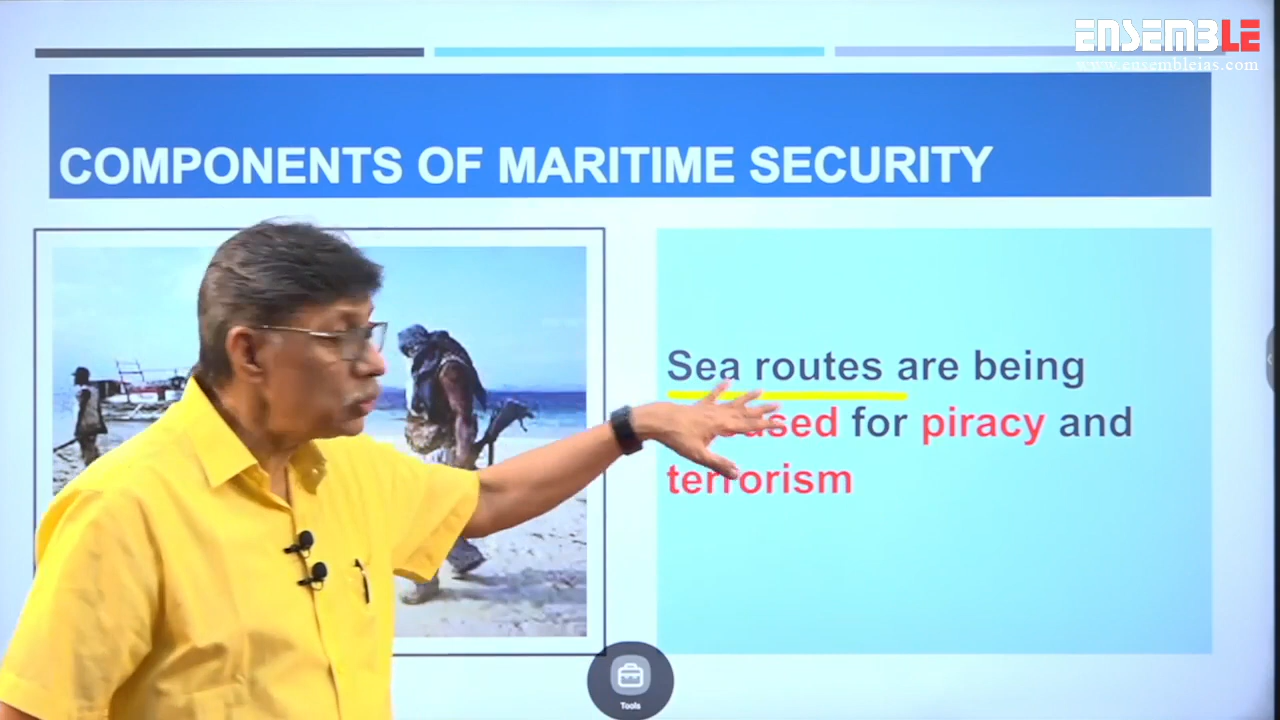 ENSEMBLE
www.ensembleias.com
COMPONENTS OF MARITIME SECURITY
Sea routes are being
for piracy and
terrorism
Tools